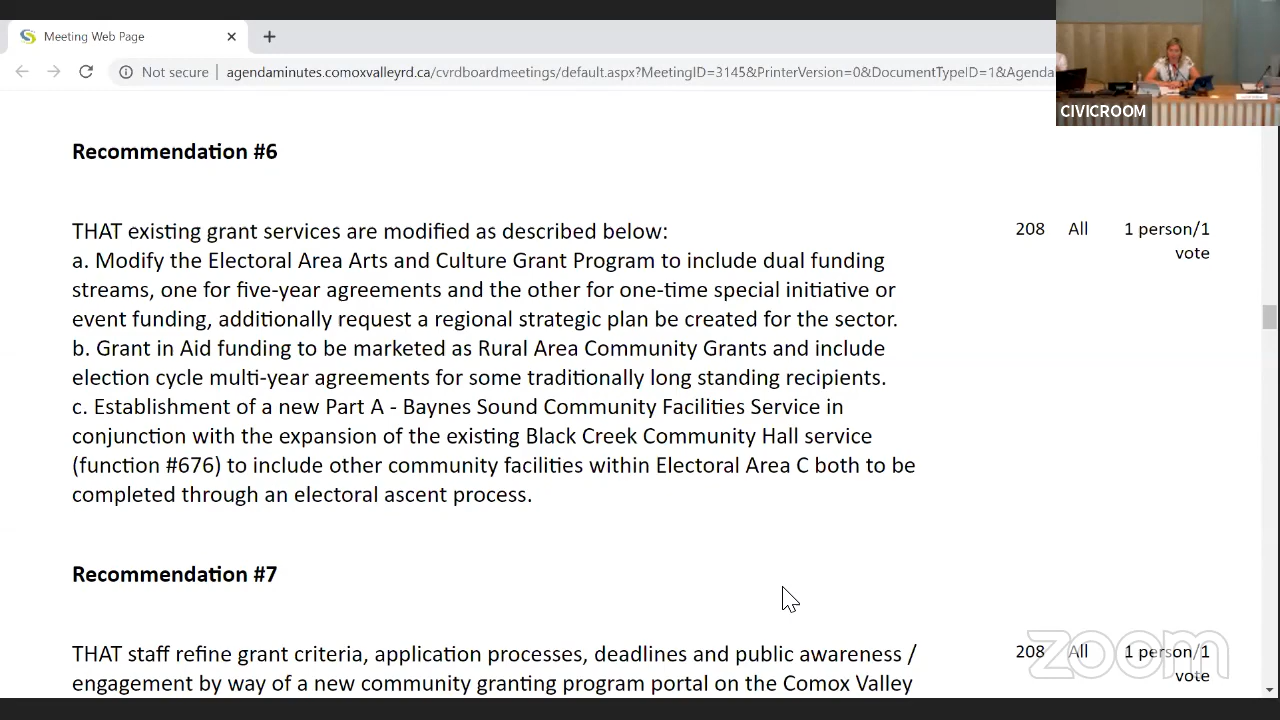 Meeting Web Page
Not secure
agendaminutes.comoxvalleyrd.ca/cvrdboardmeetings/default.aspx?MeetingID=3145&PrinterVersion=0&DocumentTypeID=1&Agenda
CIVICROOM
Recommendation #6
THAT existing grant services are modified as described below:
208 All 1 person/1
vote
a. Modify the Electoral Area Arts and Culture Grant Program to include dual funding
streams, one for five-year agreements and the other for one-time special initiative or
event funding, additionally request a regional strategic plan be created for the sector.
b. Grant in Aid funding to be marketed as Rural Area Community Grants and include
election cycle multi-year agreements for some traditionally long standing recipients.
c. Establishment of a new Part A - Baynes Sound Community Facilities Service in
conjunction with the expansion of the existing Black Creek Community Hall service
(function #676) to include other community facilities within Electoral Area C both to be
completed through an electoral ascent process.
Recommendation #7
THAT staff refine grant criteria, application processes, deadlines and public awareness /
208 All 1 person/1
vote
engagement by way of a new community granting program portal on the Comox Valley
zoom